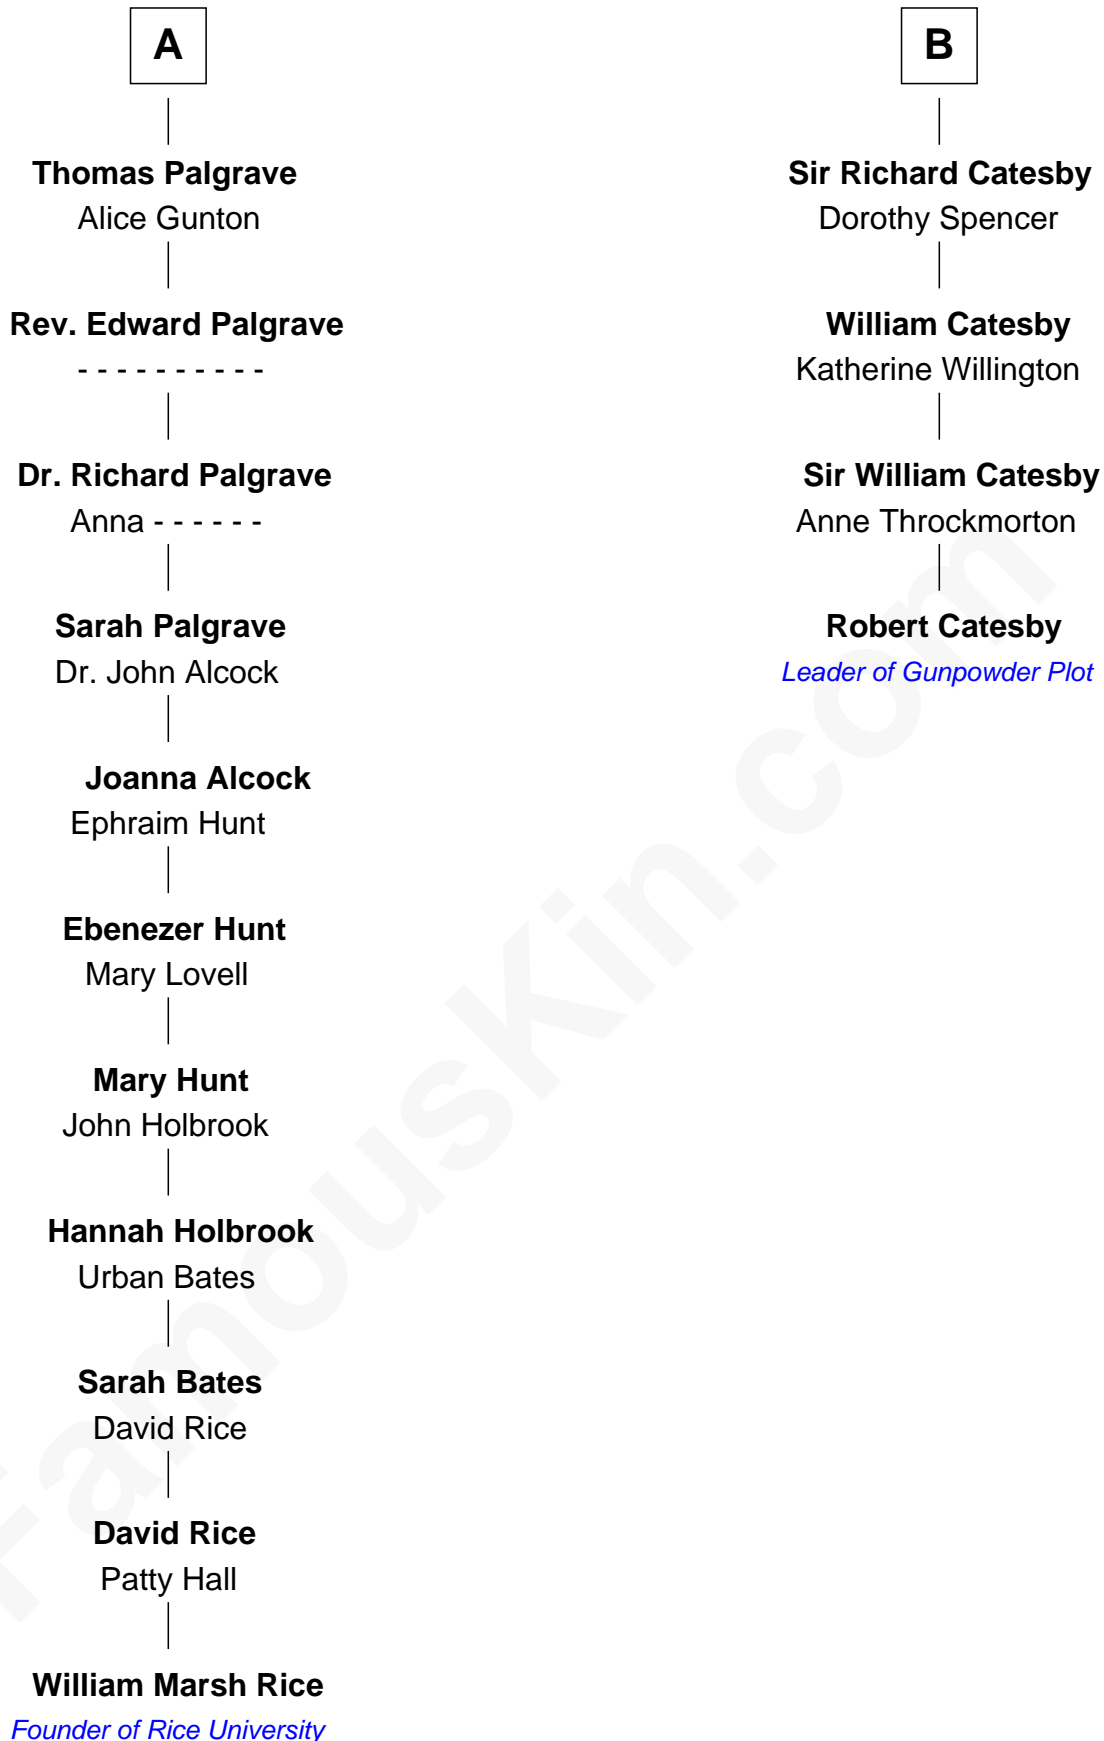 A
Thomas Palgrave
Alice Gunton
Rev. Edward Palgrave
- - - - - - - - - -
Dr. Richard Palgrave
Anna - - - - - -
Sarah Palgrave
Dr. John Alcock
Joanna Alcock
Ephraim Hunt
Ebenezer Hunt
Mary Lovell
Mary Hunt
John Holbrook
Hannah Holbrook
Urban Bates
Sarah Bates
David Rice
David Rice
Patty Hall
William Marsh Rice
Founder of Rice University
B
Sir Richard Catesby
Dorothy Spencer
William Catesby
Katherine Willington
Sir William Catesby
Anne Throckmorton
Robert Catesby
Leader of Gunpowder Plot
FamousKin.com